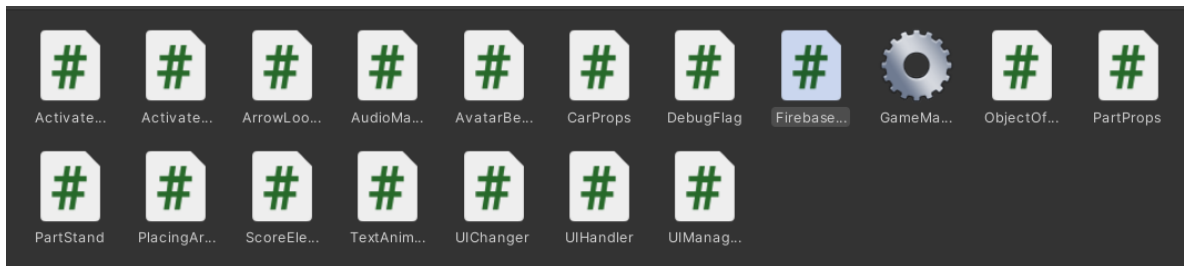 Activate... Activate... ArrowLoo... AudioMa... AvatarBe... CarProps DebugFlag Firebase... GameMa... ObjectOf... PartProps
PartStand PlacingAr... ScoreEle... TextAnim... UIChanger UIHandler UIManag...